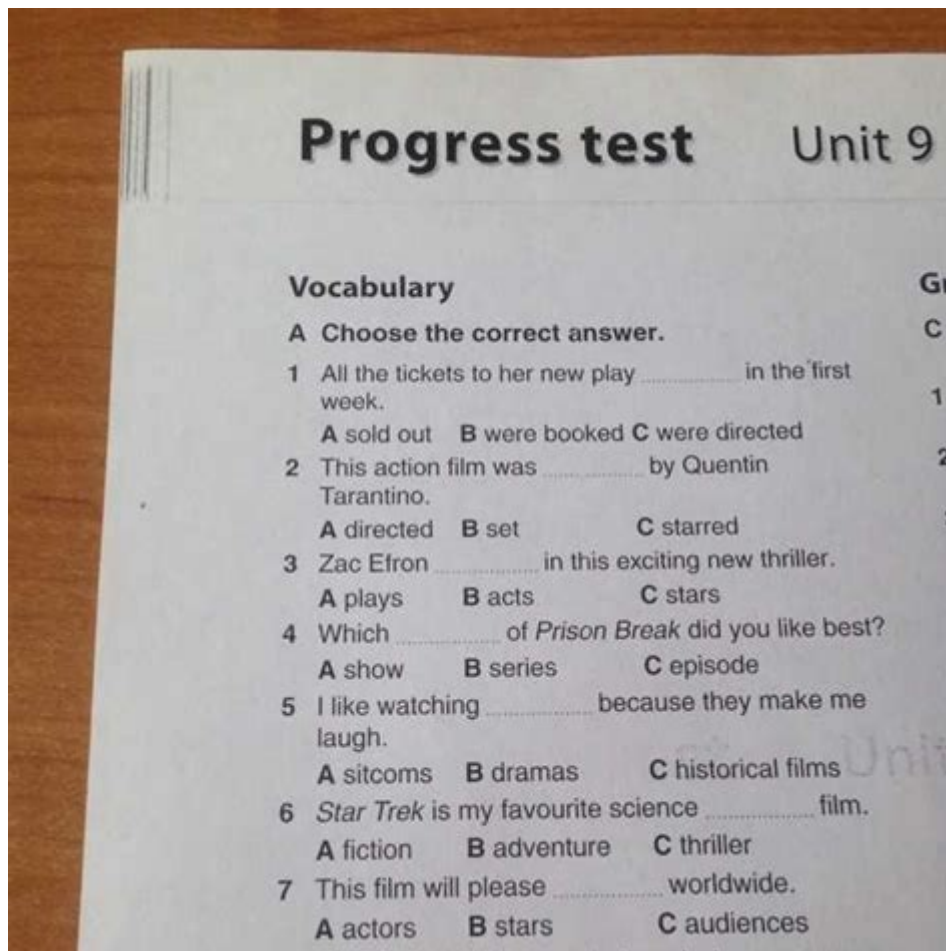 Progress test Unit 9
Vocabulary
A Choose the correct answer.
C
1 All the tickets to her new play ............ in the first
week.
1
A sold out B were booked C were directed
2 This action film was ............ by Quentin
2
Tarantino.
A directed B set C starred
3 Zac Efron ............ in this exciting new thriller.
A plays B acts C stars
4 Which ............ of Prison Break did you like best?
A show B series C episode
5 I like watching ............ because they make me
laugh.
A sitcoms B dramas C historical films
6 Star Trek is my favourite science ............ film.
A fiction B adventure C thriller
7 This film will please ............ worldwide.
A actors B stars C audiences